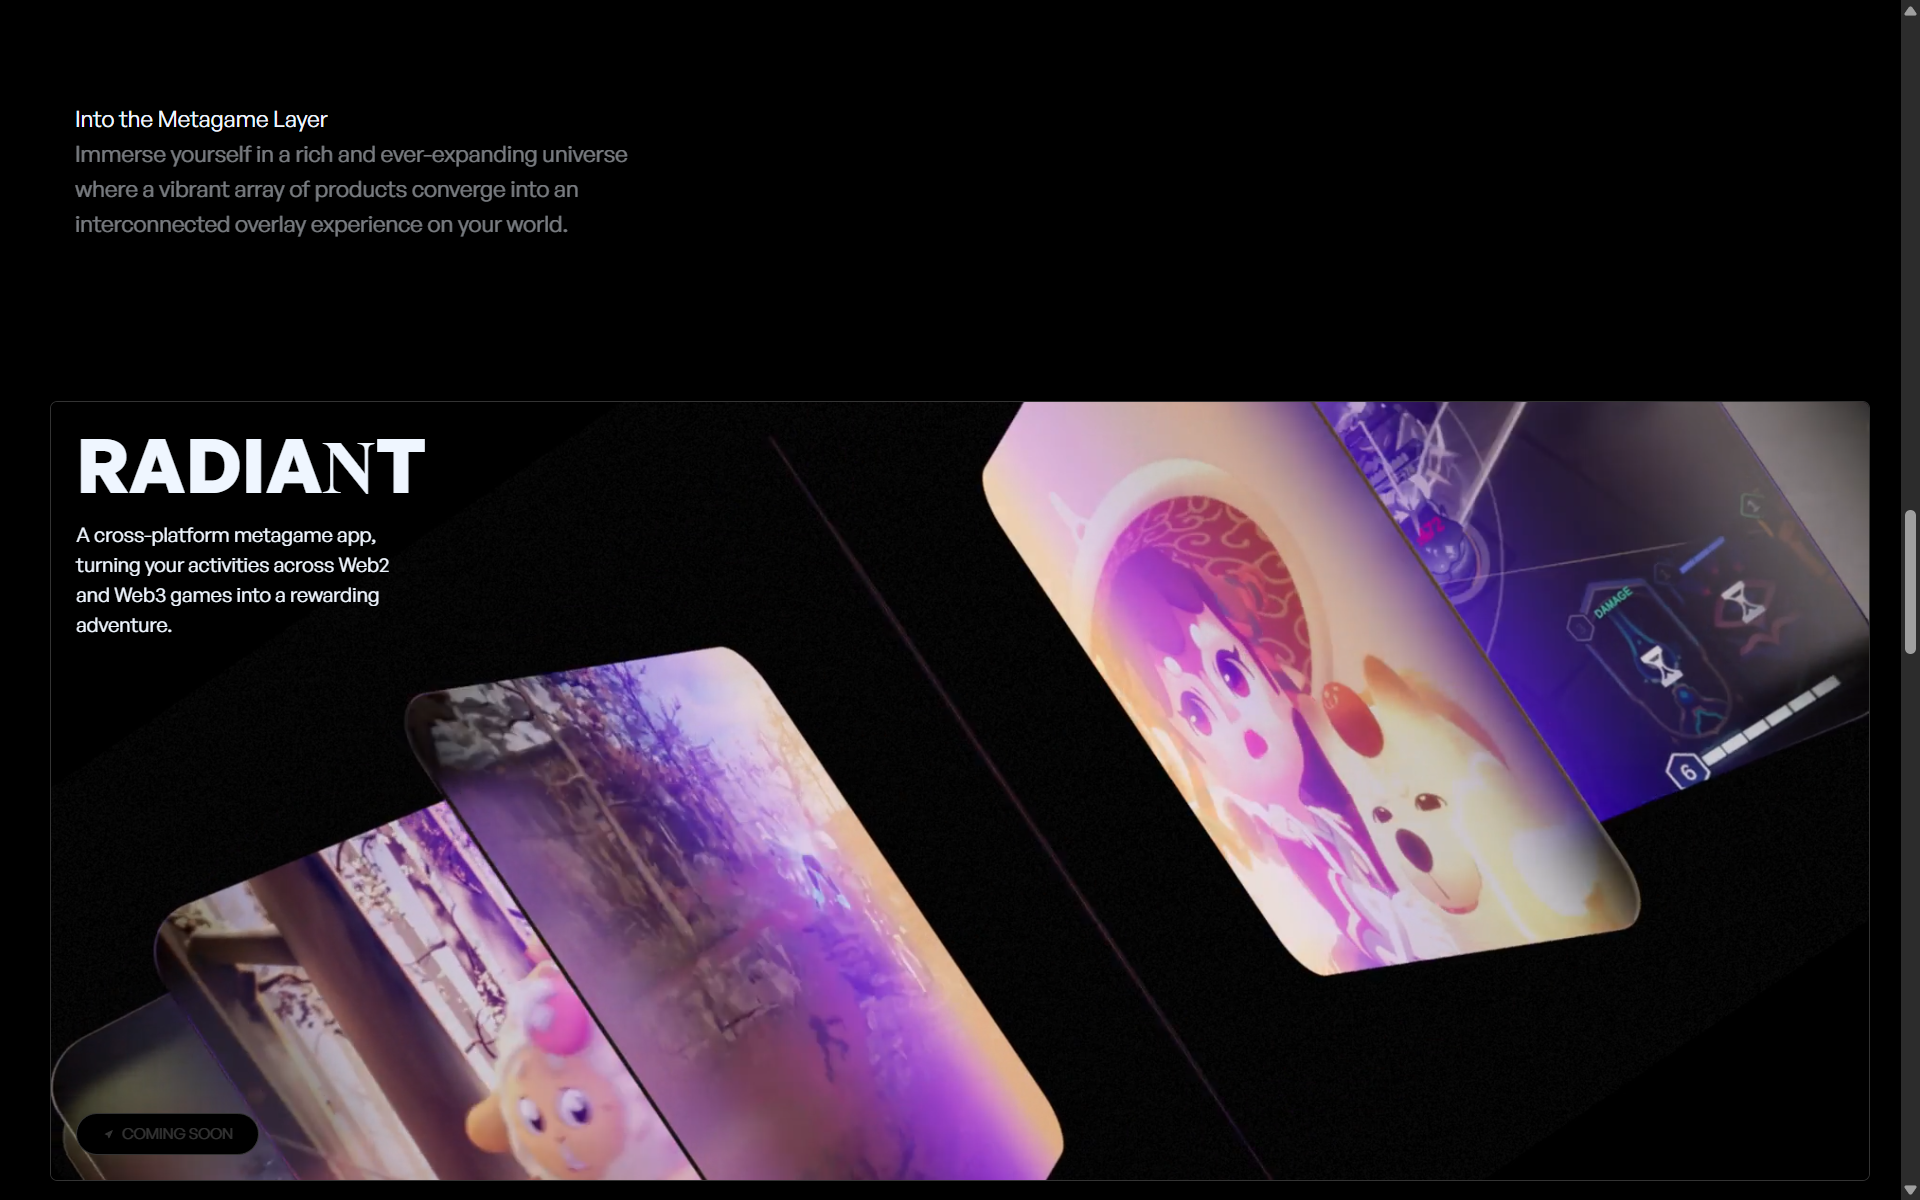 Into the Metagame Layer
Immerse yourself in a rich and ever-expanding universe
where a vibrant array of products converge into an
interconnected overlay experience on your world.
RADIANT
A cross-platform metagame app,
turning your activities across Web2
and Web3 games into a rewarding
adventure.
DAMAGE
6
COMING SOON